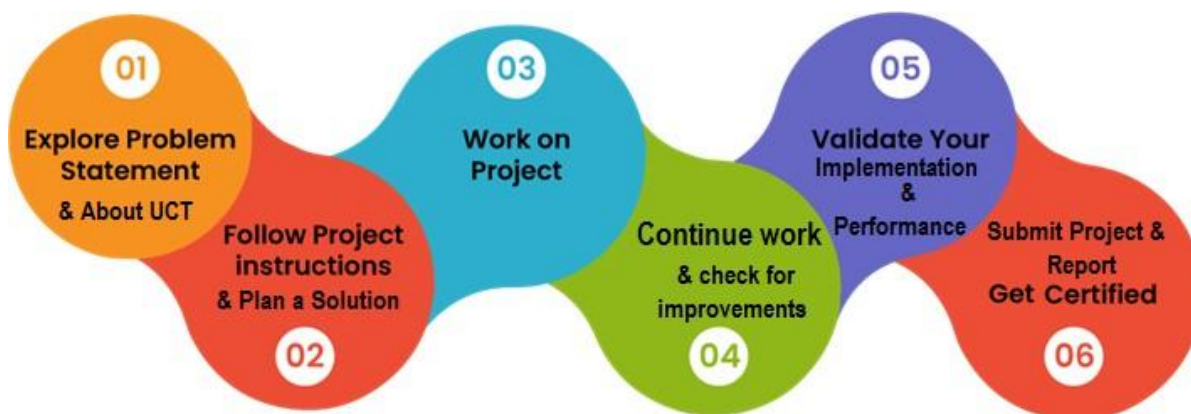 01
Explore Problem
Statement
& About UCT
Follow Project
instructions
& Plan a Solution
02
03
Work on
Project
Continue work
& check for
improvements
04
05
Validate Your
Implementation
&
Performance
Submit Project &
Report
Get Certified
06